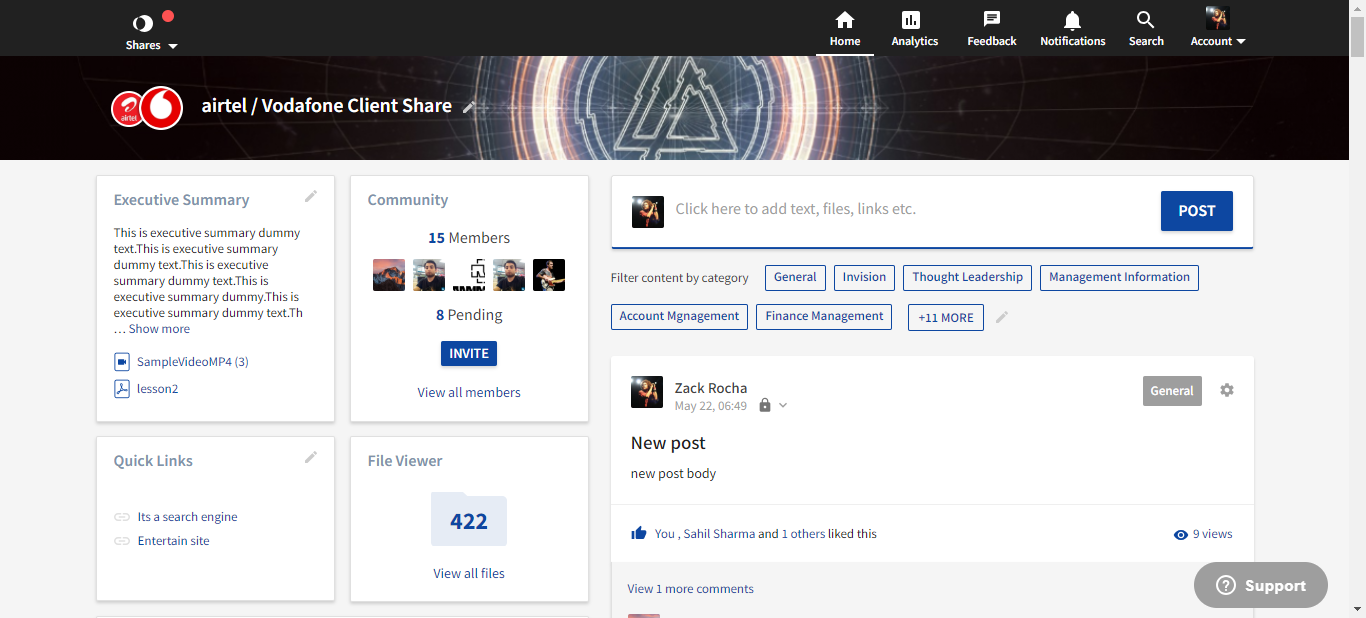 Shares
Home
Analytics
Feedback
Notifications
Search
Account
airtel
airtel / Vodafone Client Share
Executive Summary
This is executive summary dummy
text.This is executive summary
dummy text.This is executive
summary dummy text.This is
executive summary dummy.This is
executive summary dummy text.Th
… Show more
SampleVideoMP4 (3)
lesson2
Community
15 Members
8 Pending
INVITE
View all members
Quick Links
Its a search engine
Entertain site
File Viewer
422
View all files
Click here to add text, files, links etc.
POST
Filter content by category
General
Invision
Thought Leadership
Management Information
Account Mgnagement
Finance Management
+11 MORE
Zack Rocha
May 22, 06:49
General
New post
new post body
You , Sahil Sharma and 1 others liked this
9 views
View 1 more comments
Support